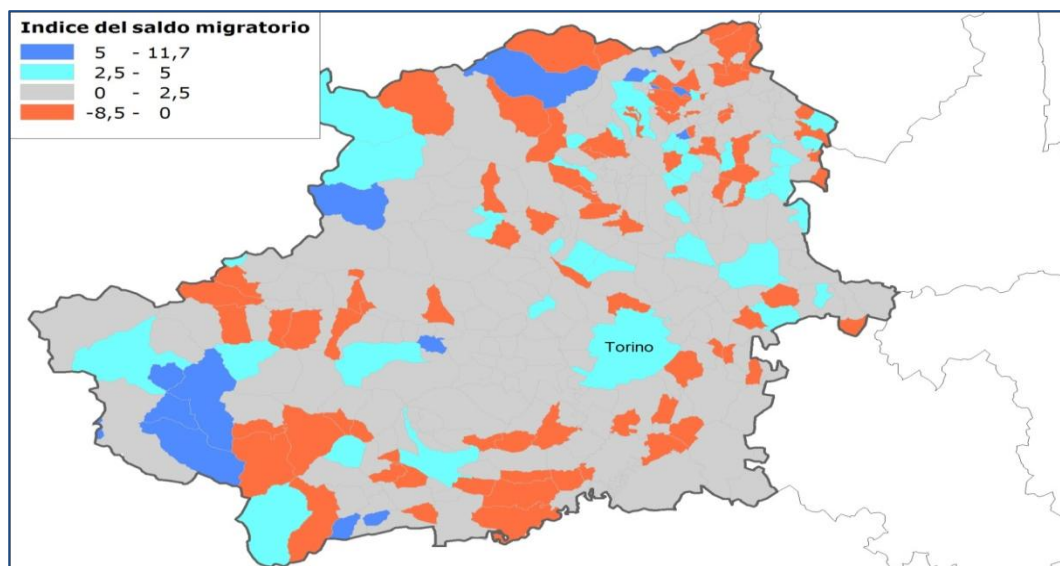 Indice del saldo migratorio
5 - 11,7
2,5 - 5
0 - 2,5
-8,5 - 0
Torino